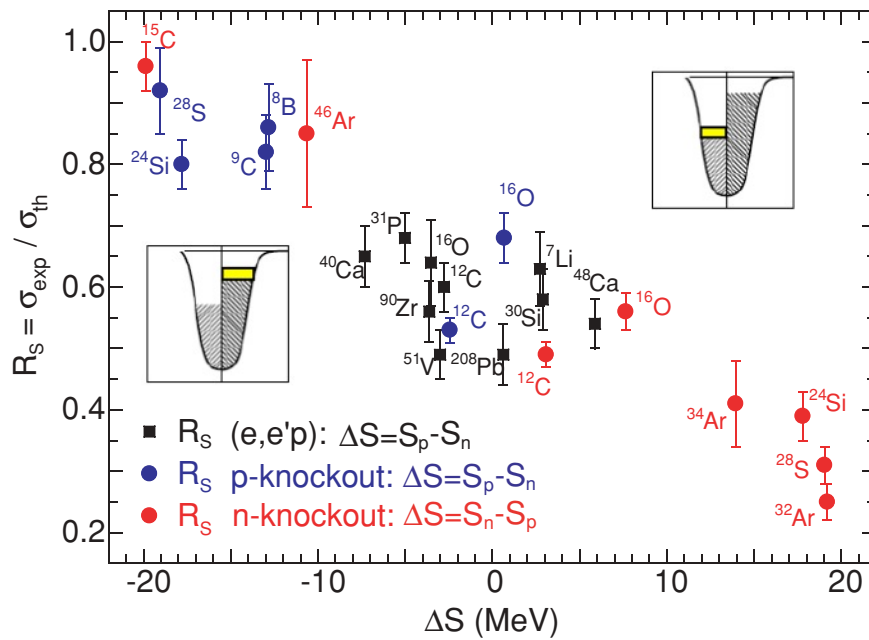 R_S = σ_exp / σ_th
1.0
0.8
0.6
0.4
0.2
¹⁵C
²⁸S
²⁴Si
⁸B
⁹C
⁴⁶Ar
³¹P
⁴⁰Ca
¹⁶O
¹²C
⁹⁰Zr
¹²C
⁵¹V
²⁰⁸Pb
¹⁶O
⁷Li
³⁰Si
⁴⁸Ca
¹²C
¹⁶O
³⁴Ar
²⁴Si
²⁸S
³²Ar
R_S (e,e'p): ΔS=S_p-S_n
R_S p-knockout: ΔS=S_p-S_n
R_S n-knockout: ΔS=S_n-S_p
-20 -10 0 10 20
ΔS (MeV)